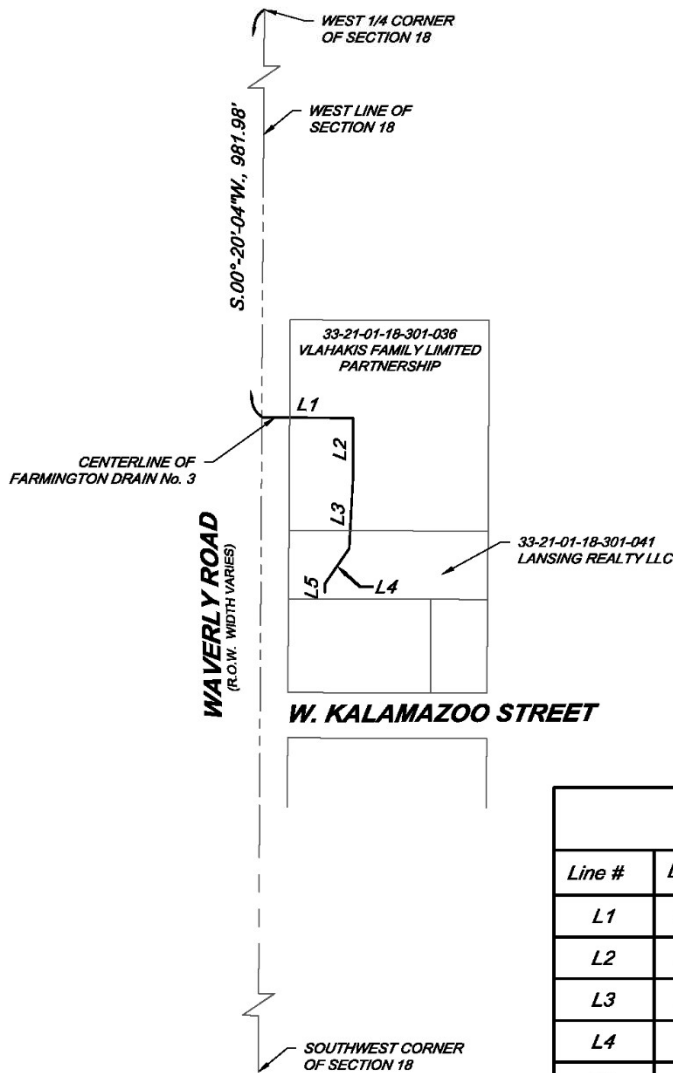 WEST 1/4 CORNER
OF SECTION 18
WEST LINE OF
SECTION 18
S.00°-20'-04"W., 981.98'
33-21-01-18-301-036
VLAHAKIS FAMILY LIMITED
PARTNERSHIP
L1
L2
CENTERLINE OF
FARMINGTON DRAIN No. 3
L3
33-21-01-18-301-041
LANSING REALTY LLC
L5
L4
WAVERLY ROAD
(R.O.W. WIDTH VARIES)
W. KALAMAZOO STREET
Line #
L1
L2
L3
L4
SOUTHWEST CORNER
OF SECTION 18